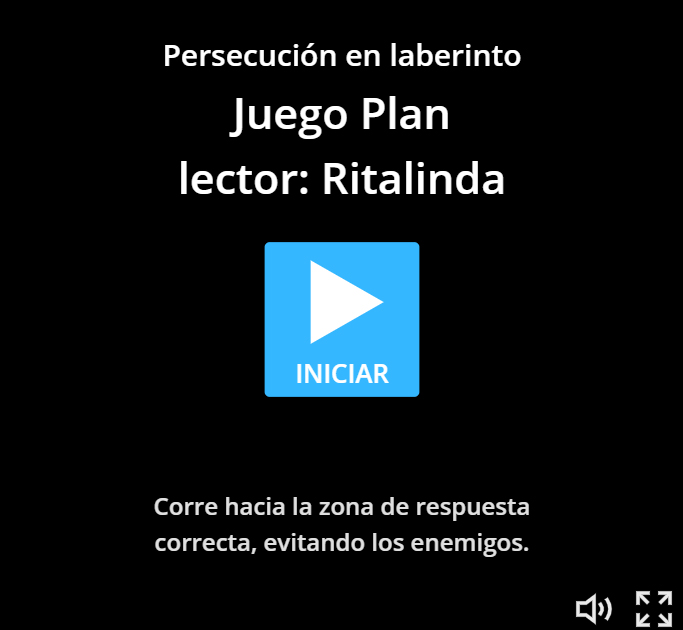 Persecución en laberinto
Juego Plan
lector: Ritalinda
INICIAR
Corre hacia la zona de respuesta
correcta, evitando los enemigos.